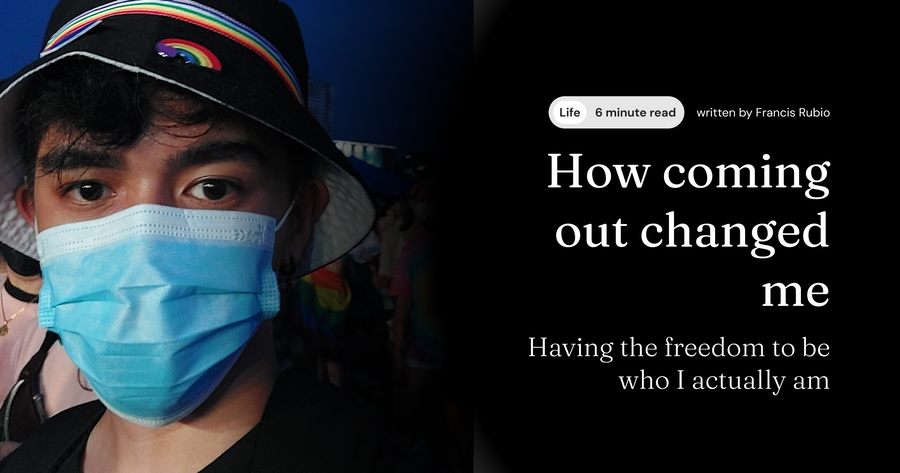 Life 6 minute read written by Francis Rubio
How coming
out changed
me
Having the freedom to be
who I actually am